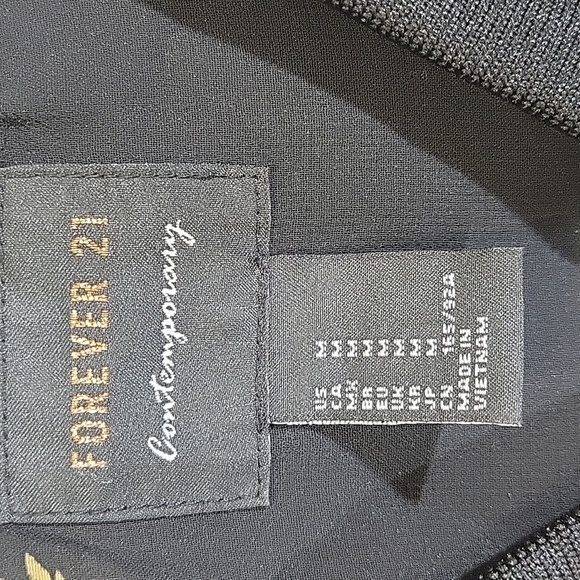 FOREVER 21
Contemporary
US M
CA M
MX M
BR M
EU M
UK M
KR M
JP M
CN 165/92A
MADE IN
VIETNAM